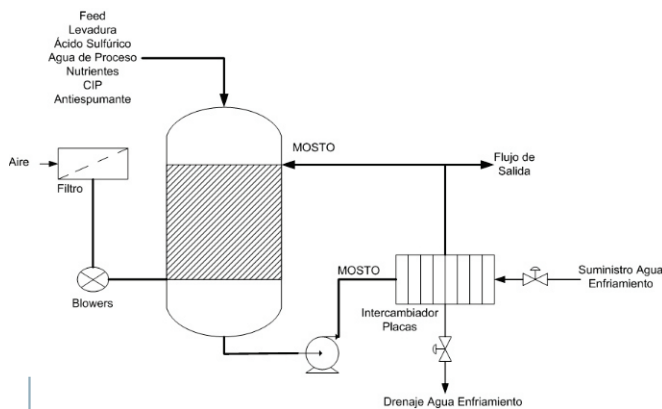 Feed
Levadura
Ácido Sulfúrico
Agua de Proceso
Nutrientes
CIP
Antiespumante
Aire
Filtro
Blowers
MOSTO
Flujo de
Salida
MOSTO
Intercambiador
Placas
Suministro Agua
Enfriamiento
Drenaje Agua Enfriamiento